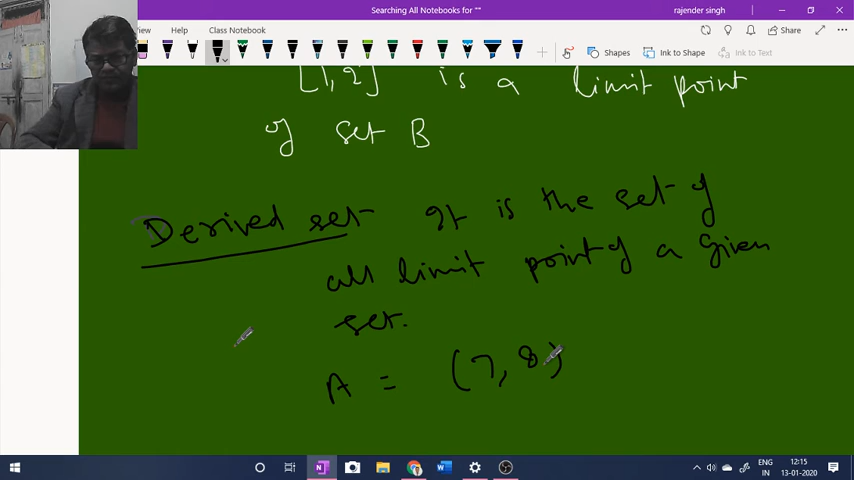 Searching All Notebooks for ""
rajender singh
View Help Class Notebook
Share
Shapes
Ink to Shape
Ink to Text
[1, 2] is a limit point
of set B
Derived set It is the set of
all limit point of a given
set.
A = (7, 8)
ENG
IN
12:15
13-01-2020